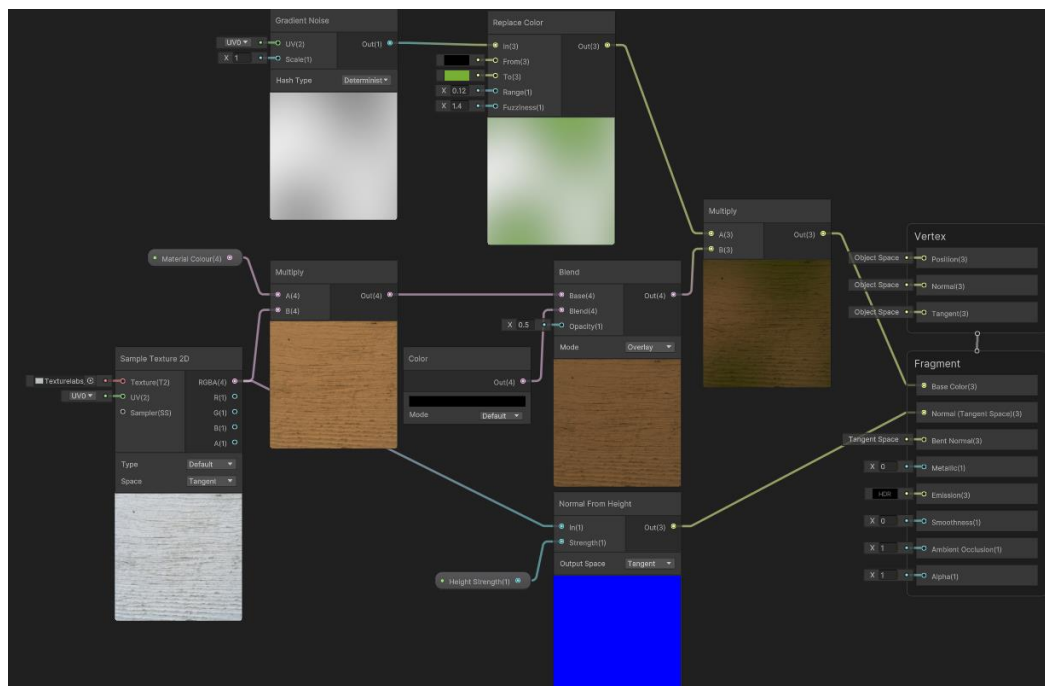 Gradient Noise
UV0 UV(2) Out(1)
X 1 Scale(1)
Hash Type Determinist
Replace Color
In(3) Out(3)
From(3)
To(3)
X 0.12 Range(1)
X 1.4 Fuzziness(1)
Multiply
A(3) Out(3)
B(3)
Material Colour(4)
Multiply
A(4) Out(4)
B(4)
Blend
Base(4) Out(4)
Blend(4)
X 0.5 Opacity(1)
Mode Overlay
Color
Out(4)
Mode Default
Sample Texture 2D
Texturelabs_ Texture(T2) RGBA(4)
UV0 UV(2) R(1)
Sampler(SS) G(1)
B(1)
A(1)
Type Default
Space Tangent
Normal From Height
In(1) Out(3)
Strength(1)
Output Space Tangent
Height Strength(1)
Vertex
Object Space Position(3)
Object Space Normal(3)
Object Space Tangent(3)
Fragment
Base Color(3)
Normal (Tangent Space)(3)
Tangent Space Bent Normal(3)
X 0 Metallic(1)
HDR Emission(3)
X 0 Smoothness(1)
X 1 Ambient Occlusion(1)
X 1 Alpha(1)